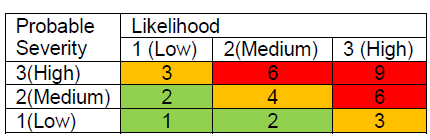 Probable Severity Likelihood
1 (Low) 2(Medium) 3 (High)
3(High) 3 6 9
2(Medium) 2 4 6
1(Low) 1 2 3